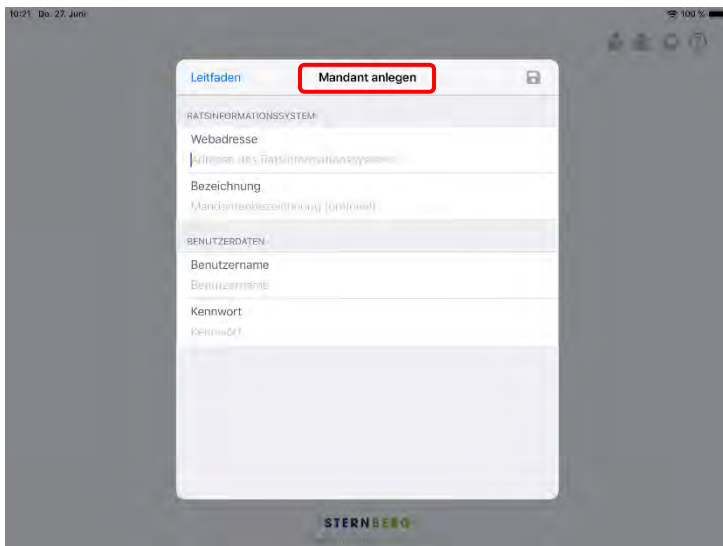 10:21 Do. 27. Juni
100 %
Leitfaden
Mandant anlegen
RATSINFORMATIONSSYSTEM
Webadresse
Adresse des Ratsinformationssystems
Bezeichnung
Mandantenbezeichnung (optional)
BENUTZERDATEN
Benutzername
Benutzername
Kennwort
Kennwort
STERNBERG